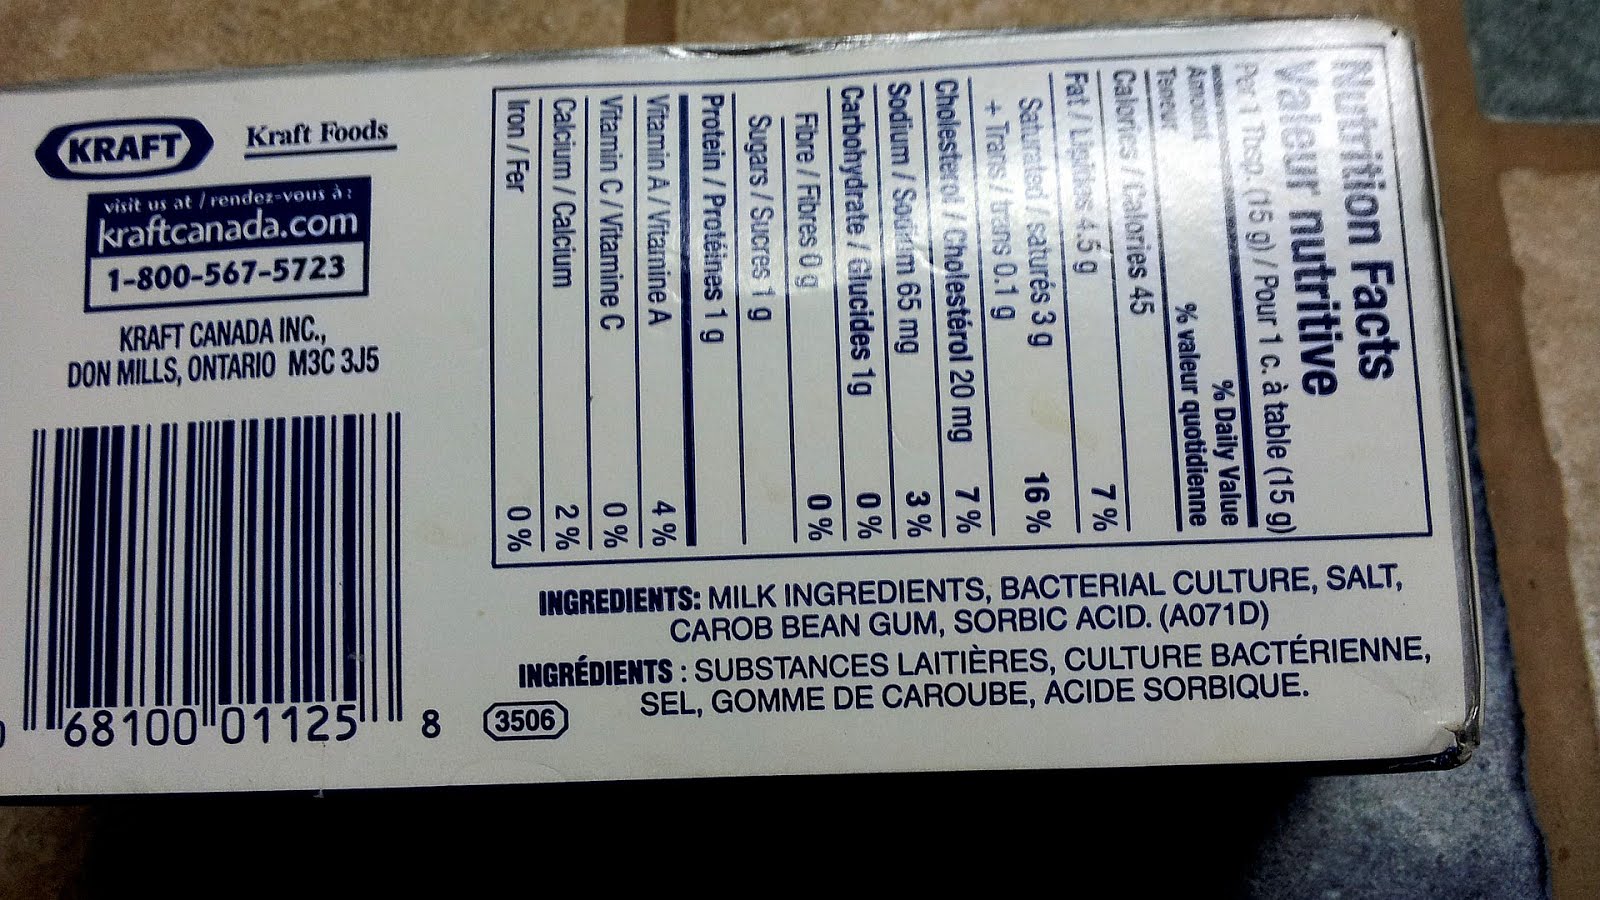 KRAFT
Kraft Foods
visit us at / rendez-vous à :
kraftcanada.com
1-800-567-5723
KRAFT CANADA INC.,
DON MILLS, ONTARIO M3C 3J5
68100 01125 8
3506
Nutrition Facts
Valeur nutritive
Per 1 Tbsp. (15 g) / Pour 1 c. à table (15 g)
Amount % Daily Value
Teneur % valeur quotidienne
Calories / Calories 45
Fat / Lipides 4.5 g 7 %
Saturated / saturés 3 g 16 %
+ Trans / trans 0.1 g
Cholesterol / Cholestérol 20 mg 7 %
Sodium / Sodium 65 mg 3 %
Carbohydrate / Glucides 1g 0 %
Fibre / Fibres 0 g 0 %
Sugars / Sucres 1 g
Protein / Protéines 1 g
Vitamin A / Vitamine A 4 %
Vitamin C / Vitamine C 0 %
Calcium / Calcium 2 %
Iron / Fer 0 %
INGREDIENTS: MILK INGREDIENTS, BACTERIAL CULTURE, SALT,
CAROB BEAN GUM, SORBIC ACID. (A071D)
INGRÉDIENTS : SUBSTANCES LAITIÈRES, CULTURE BACTÉRIENNE,
SEL, GOMME DE CAROUBE, ACIDE SORBIQUE.